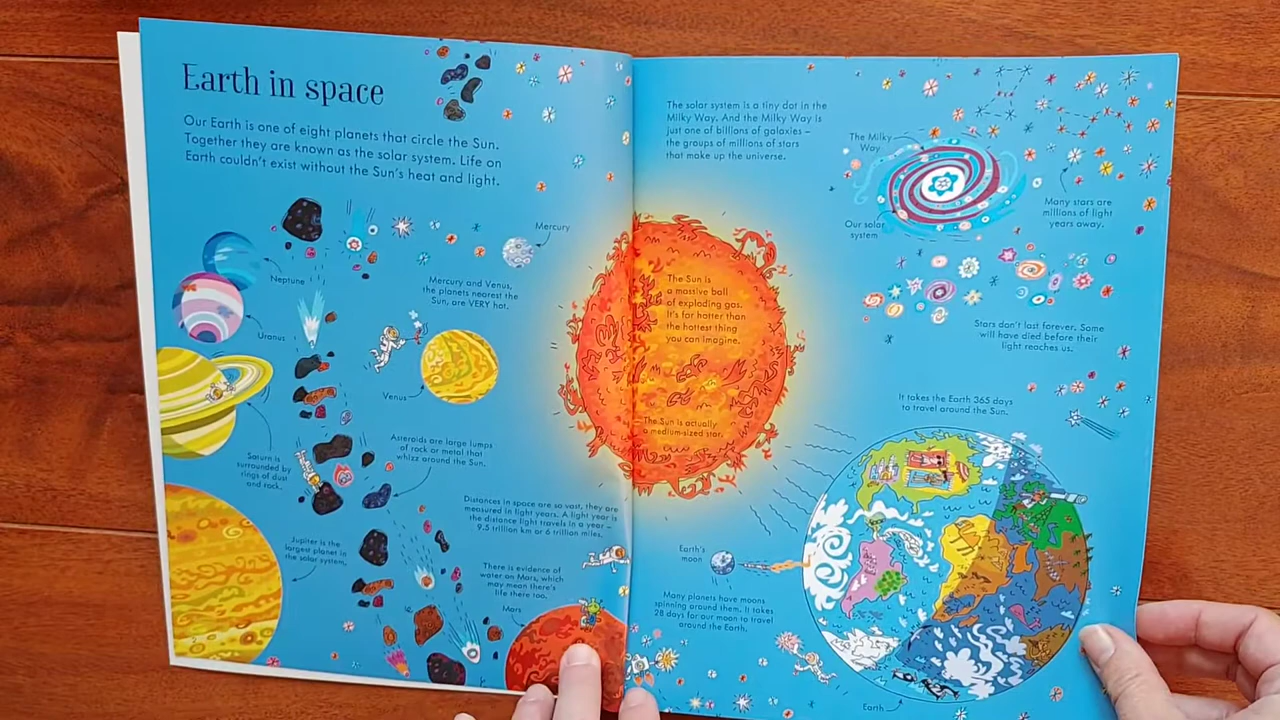 Earth in space
Our Earth is one of eight planets that circle the Sun.
Together they are known as the solar system. Life on
Earth couldn't exist without the Sun's heat and light.
Mercury
Neptune
Mercury and Venus,
the planets nearest the
Sun, are VERY hot.
Uranus
Venus
Saturn is
surrounded by
rings of dust
and rock.
Asteroids are large lumps
of rock or metal that
whizz around the Sun.
Distances in space are so vast, they are
measured in light years. A light year is
the distance light travels in a year –
9.5 trillion km or 6 trillion miles.
Jupiter is the
largest planet in
the solar system.
There is evidence of
water on Mars, which
may mean there's
life there too.
Mars
The solar system is a tiny dot in the
Milky Way. And the Milky Way is
just one of billions of galaxies –
the groups of millions of stars
that make up the universe.
The Milky
Way
Our solar
system
Many stars are
millions of light
years away.
The Sun is
a massive ball
of exploding gas.
It's far hotter than
the hottest thing
you can imagine.
The Sun is actually
a medium-sized star.
Stars don't last forever. Some
will have died before their
light reaches us.
It takes the Earth 365 days
to travel around the Sun.
Earth's
moon
Many planets have moons
spinning around them. It takes
28 days for our moon to travel
around the Earth.
Earth